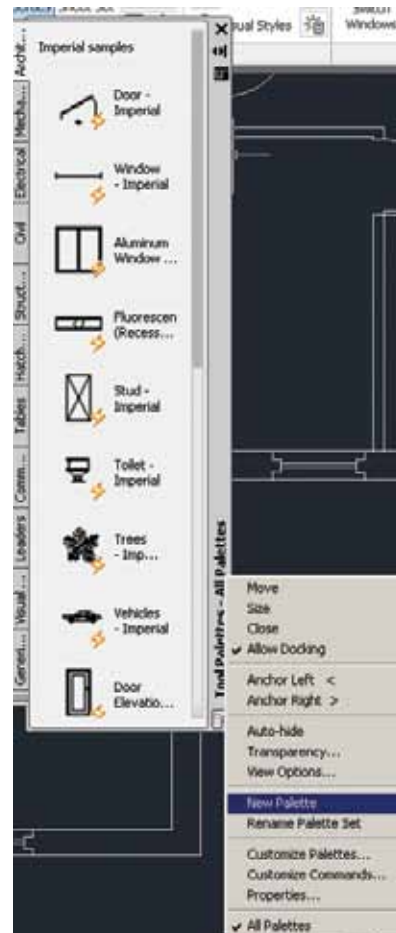 ual Styles
Windows
Imperial samples
Door -
Imperial
Window
- Imperial
Aluminum
Window ...
Fluorescen
(Recess...
Stud -
Imperial
Toilet -
Imperial
Trees
- Imp...
Vehicles
- Imperial
Door
Elevatio...
Archit...
Mecha...
Electrical
Civil
Struct...
Hatch...
Tables
Comm...
Leaders
Visual ...
Generi...
Tool Palettes - All Palettes
Move
Size
Close
Allow Docking
Anchor Left <
Anchor Right >
Auto-hide
Transparency...
View Options...
New Palette
Rename Palette Set
Customize Palettes...
Customize Commands...
Properties...
All Palettes